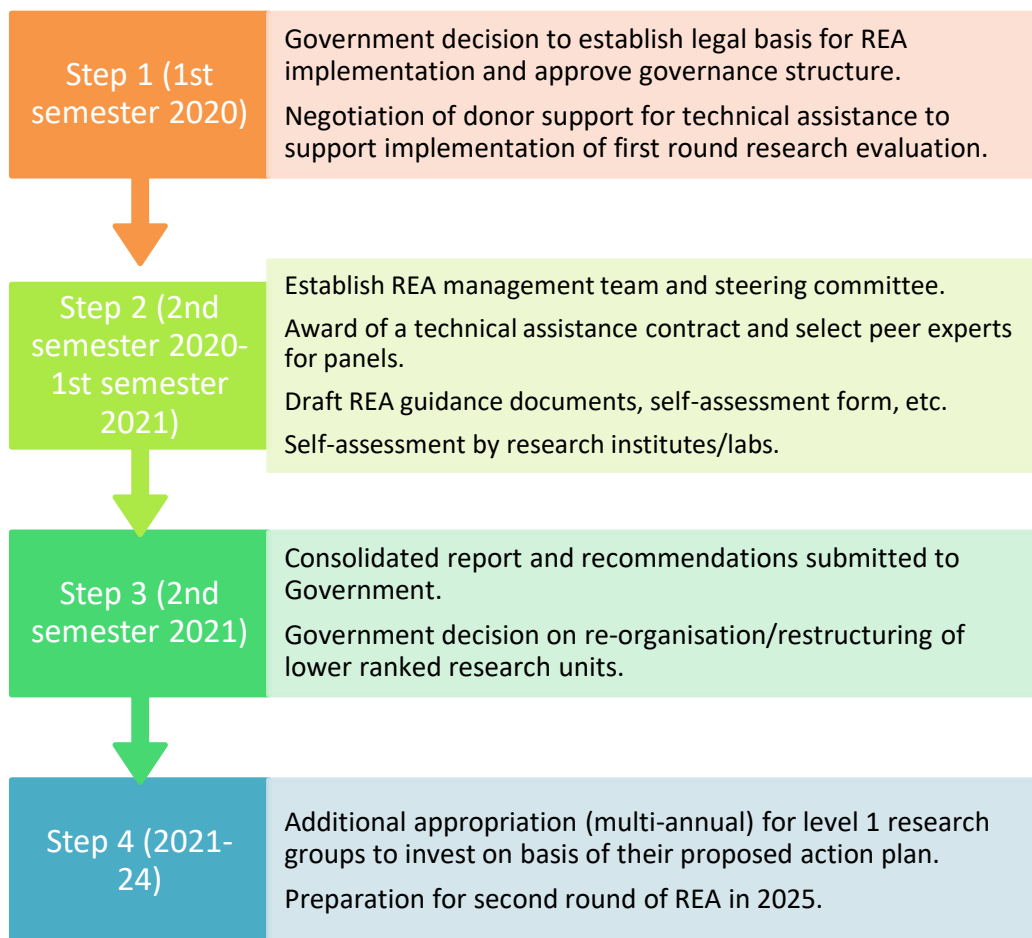 Step 1 (1st
semester 2020)
Government decision to establish legal basis for REA
implementation and approve governance structure.
Negotiation of donor support for technical assistance to
support implementation of first round research evaluation.
Step 2 (2nd
semester 2020-
1st semester
2021)
Establish REA management team and steering committee.
Award of a technical assistance contract and select peer experts
for panels.
Draft REA guidance documents, self-assessment form, etc.
Self-assessment by research institutes/labs.
Step 3 (2nd
semester 2021)
Consolidated report and recommendations submitted to
Government.
Government decision on re-organisation/restructuring of
lower ranked research units.
Step 4 (2021-
24)
Additional appropriation (multi-annual) for level 1 research
groups to invest on basis of their proposed action plan.
Preparation for second round of REA in 2025.